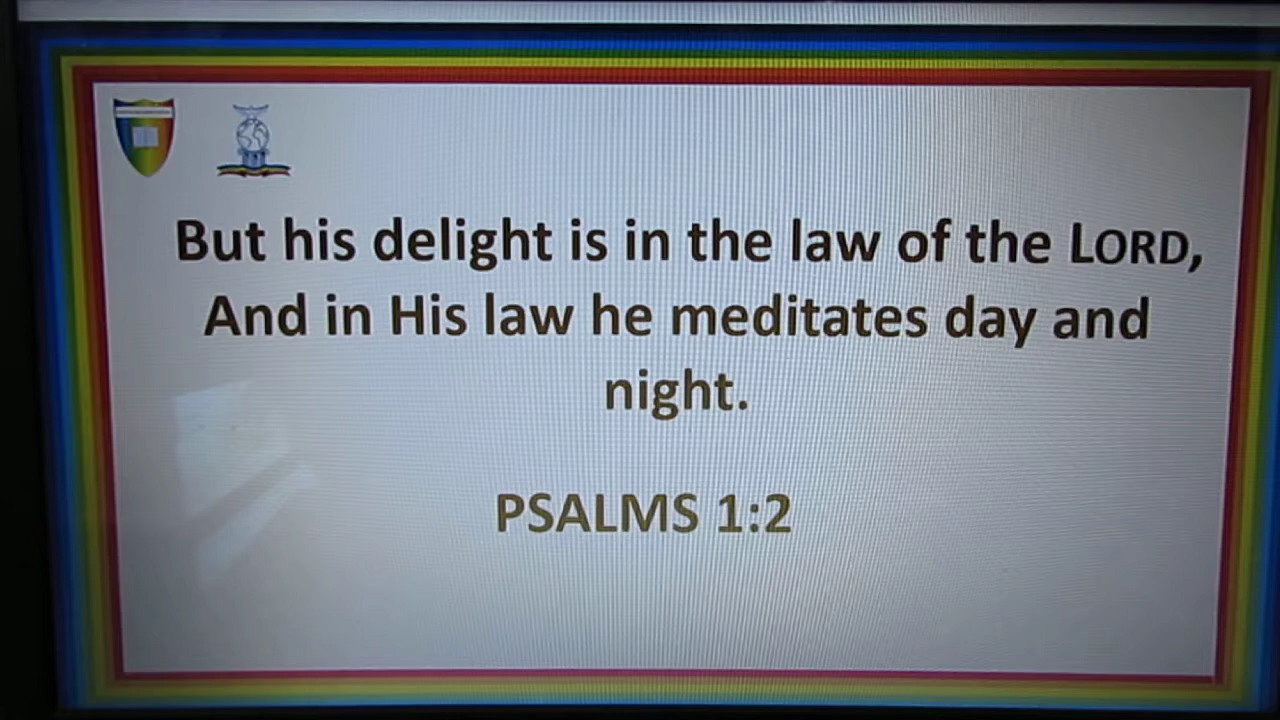 But his delight is in the law of the LORD,
And in His law he meditates day and
night.
PSALMS 1:2